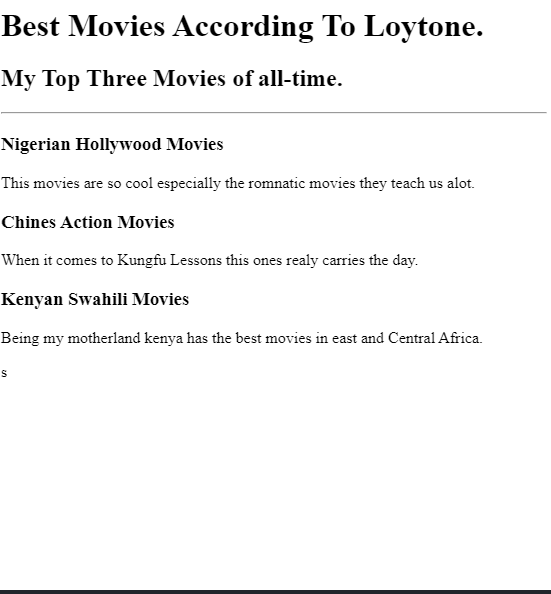 Best Movies According To Loytone.
My Top Three Movies of all-time.
Nigerian Hollywood Movies
This movies are so cool especially the romnatic movies they teach us alot.
Chines Action Movies
When it comes to Kungfu Lessons this ones realy carries the day.
Kenyan Swahili Movies
Being my motherland kenya has the best movies in east and Central Africa.
s